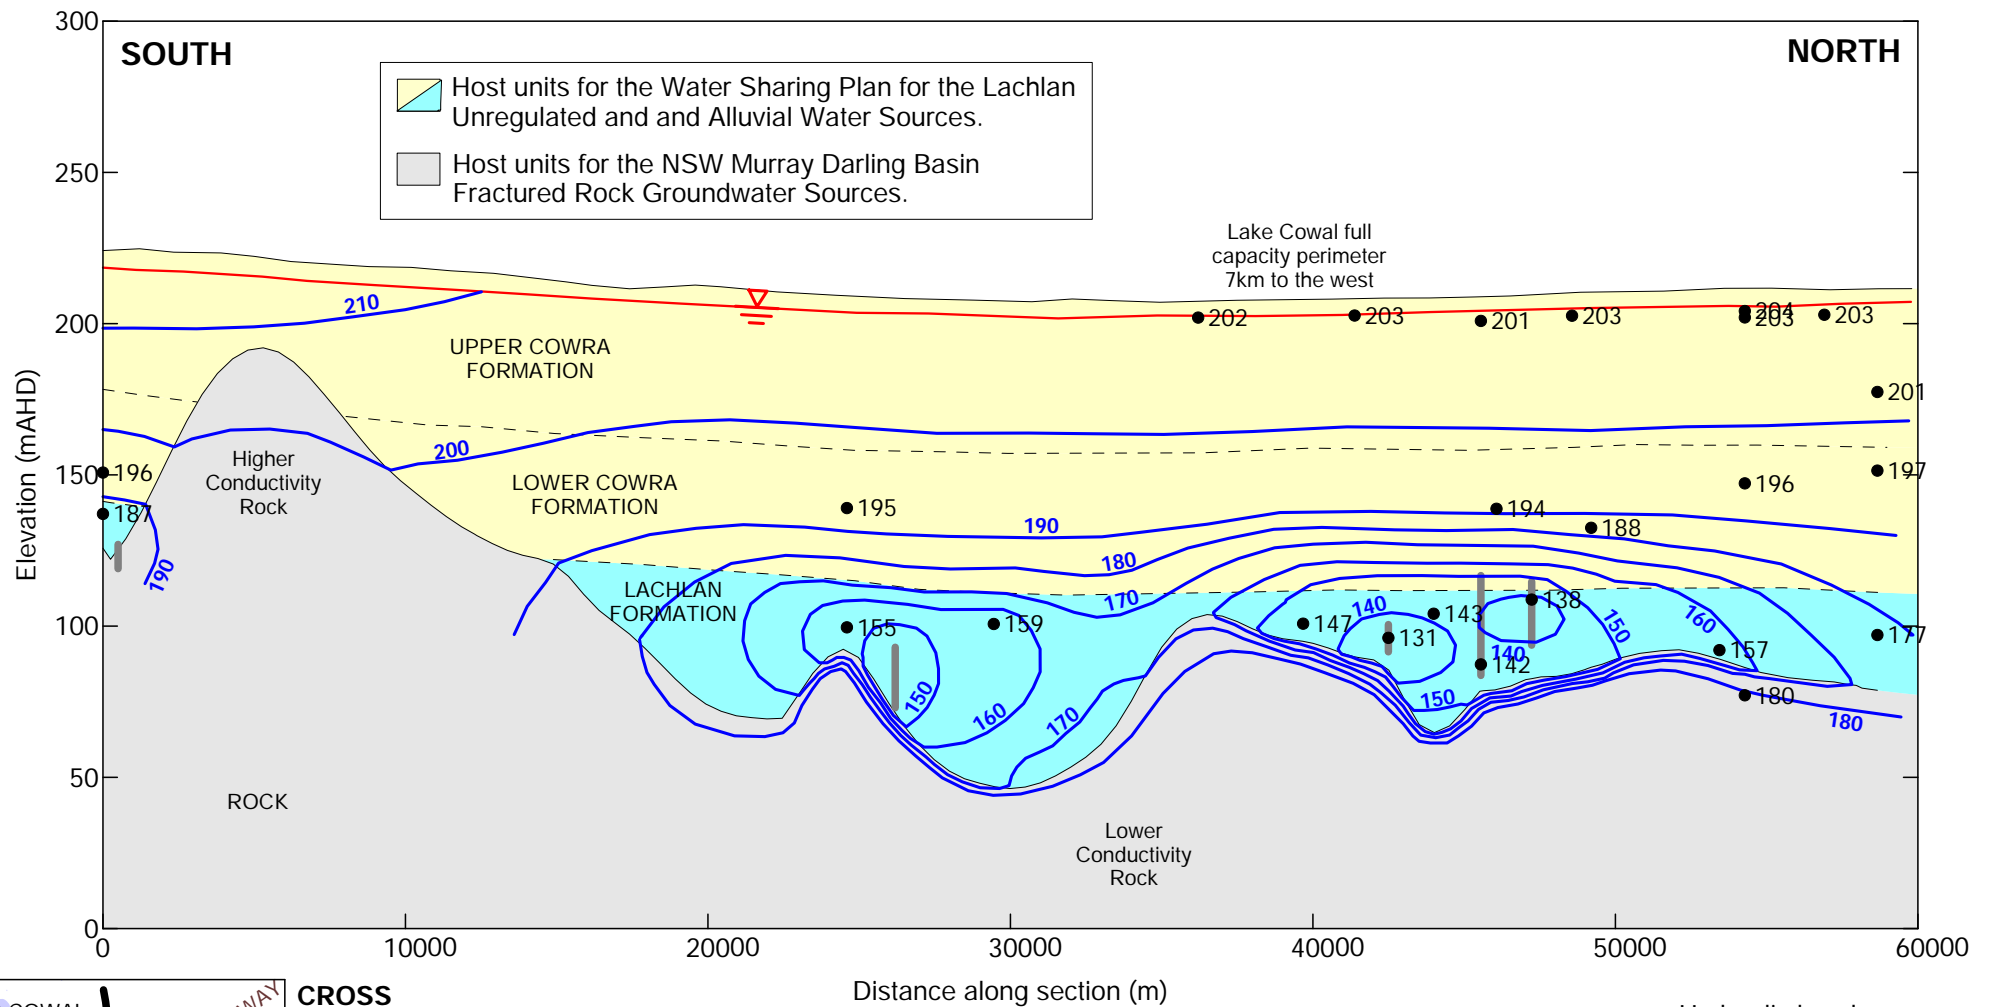 300
SOUTH
NORTH
Host units for the Water Sharing Plan for the Lachlan
Unregulated and and Alluvial Water Sources.
Host units for the NSW Murray Darling Basin
Fractured Rock Groundwater Sources.
250
Lake Cowal full
capacity perimeter
7km to the west
210
200
202
203
201
203
204
203
203
UPPER COWRA
FORMATION
201
200
Higher
Conductivity
Rock
150
196
196
197
LOWER COWRA
FORMATION
187
195
190
194
188
190
180
LACHLAN
FORMATION
170
100
155
159
147
140
131
143
138
150
160
157
177
140
142
150
160
170
150
180
180
50
ROCK
Lower
Conductivity
Rock
Elevation (mAHD)
0
0
10000
20000
30000
40000
50000
60000
Distance along section (m)
CROSS